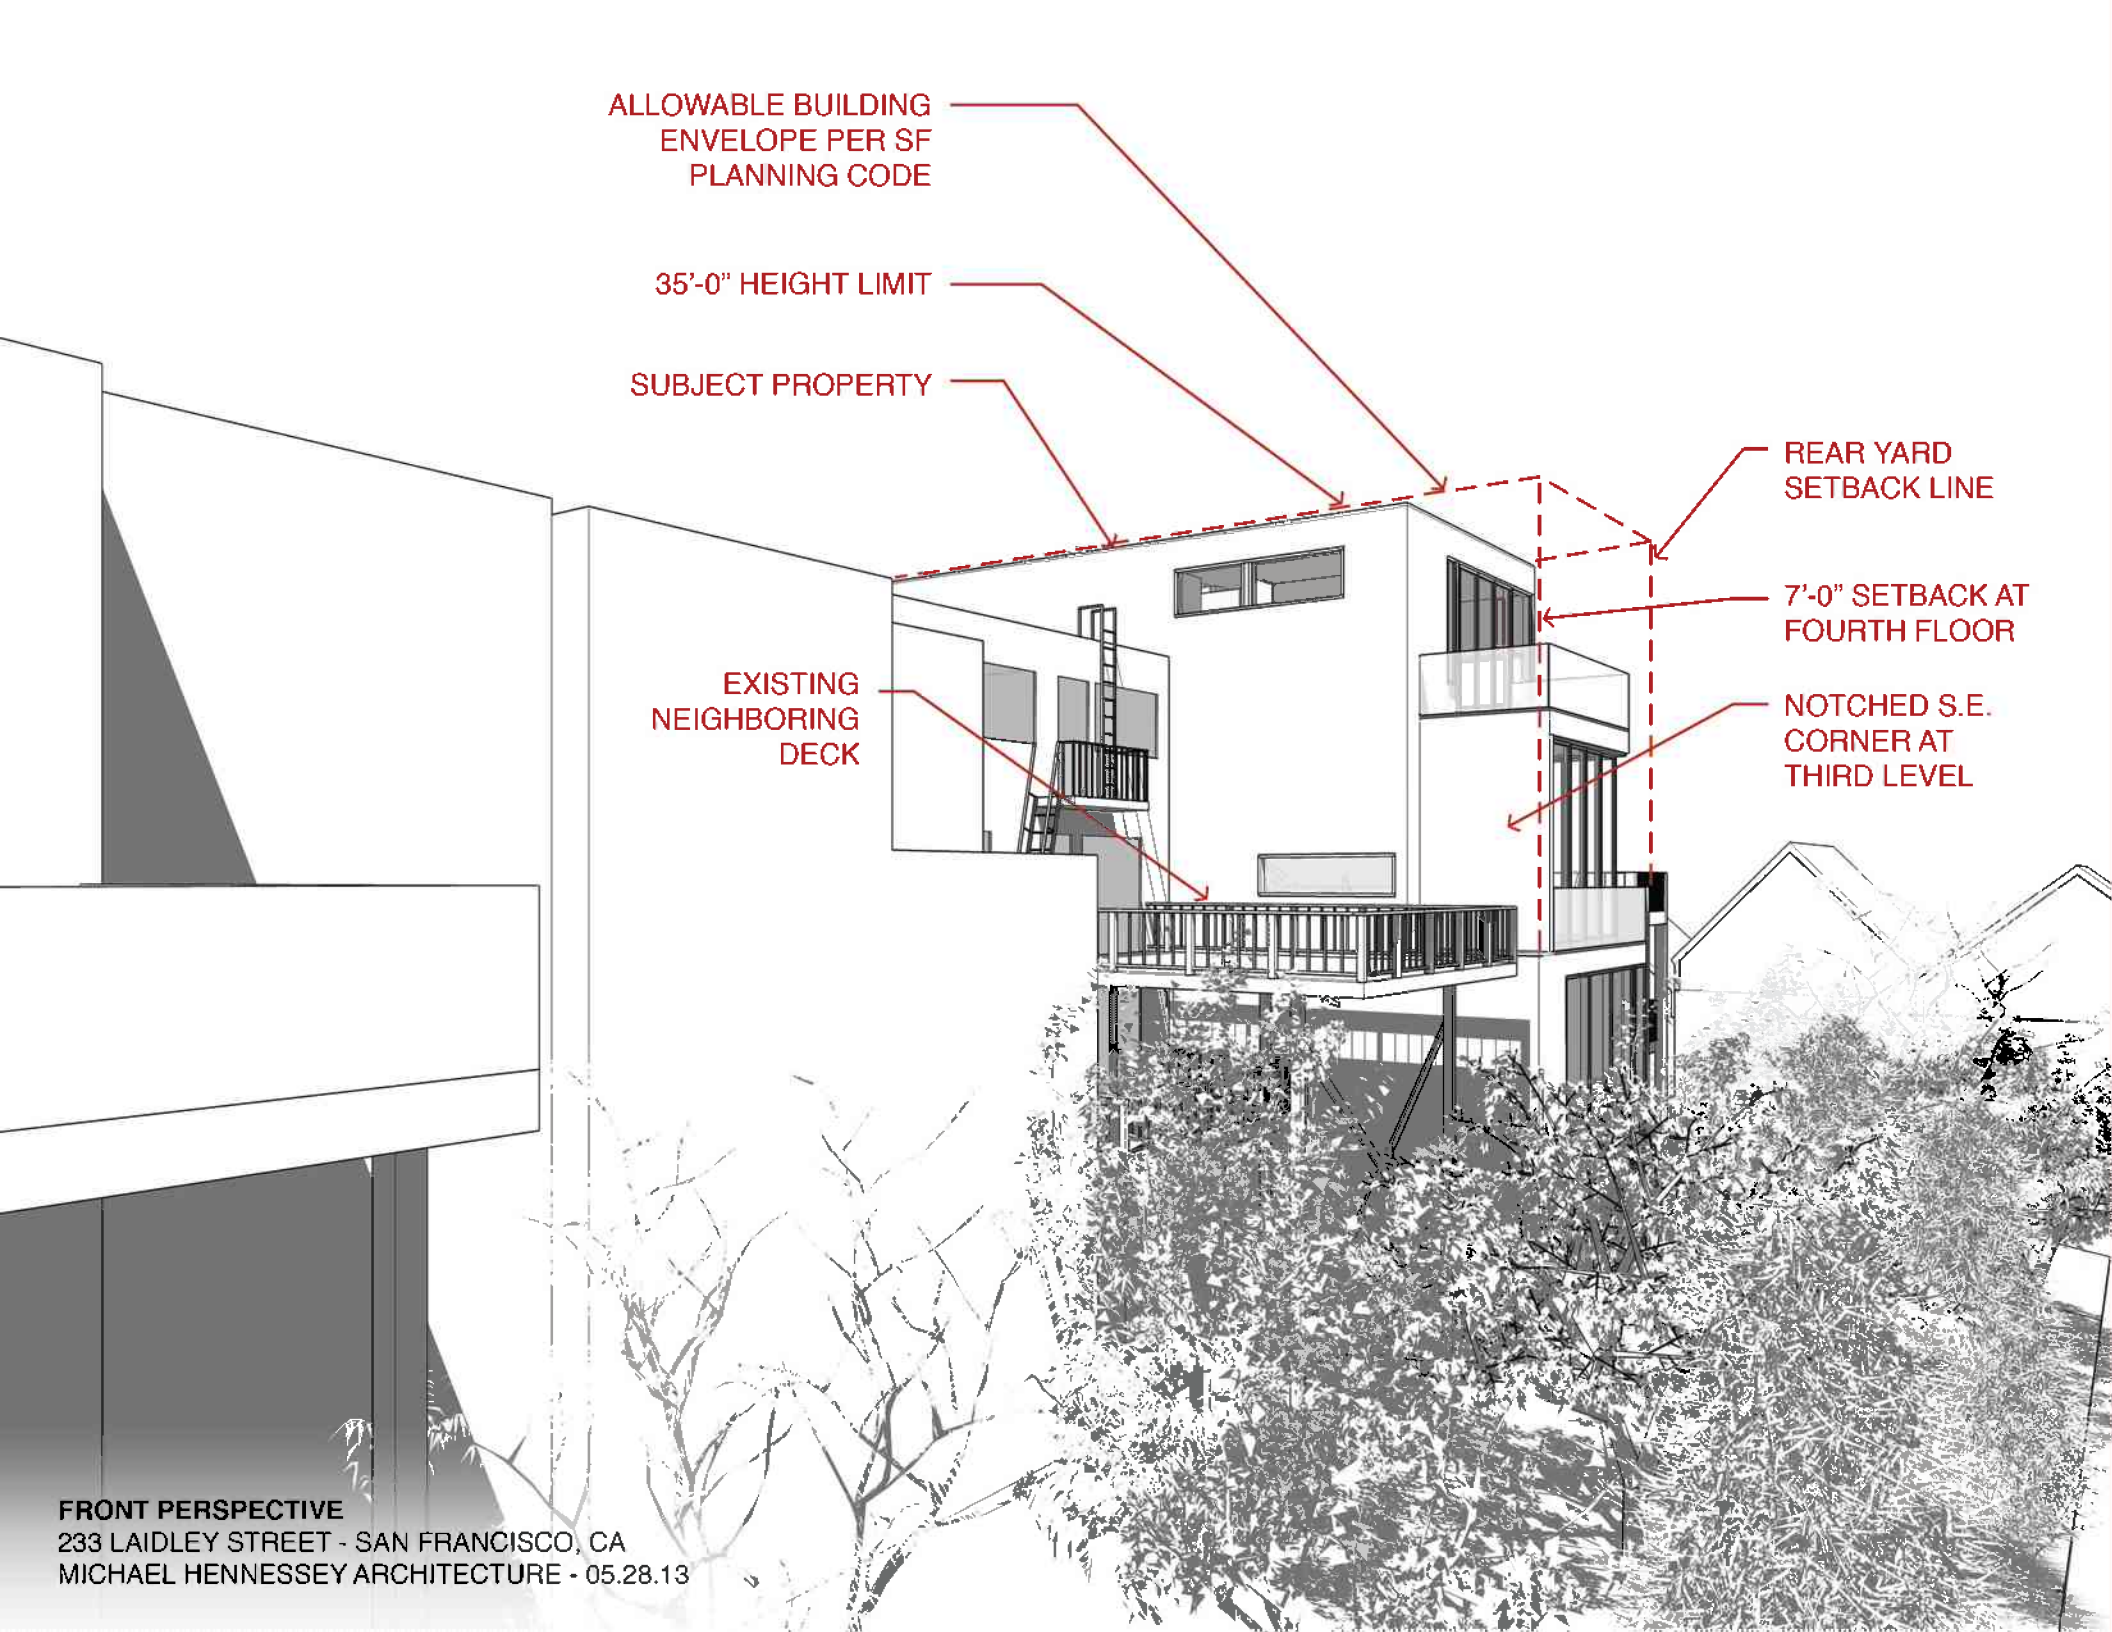 ALLOWABLE BUILDING
ENVELOPE PER SF
PLANNING CODE
35'-0" HEIGHT LIMIT
SUBJECT PROPERTY
REAR YARD
SETBACK LINE
7'-0" SETBACK AT
FOURTH FLOOR
EXISTING
NEIGHBORING
DECK
NOTCHED S.E.
CORNER AT
THIRD LEVEL
FRONT PERSPECTIVE
233 LAIDLEY STREET - SAN FRANCISCO, CA
MICHAEL HENNESSEY ARCHITECTURE - 05.28.13